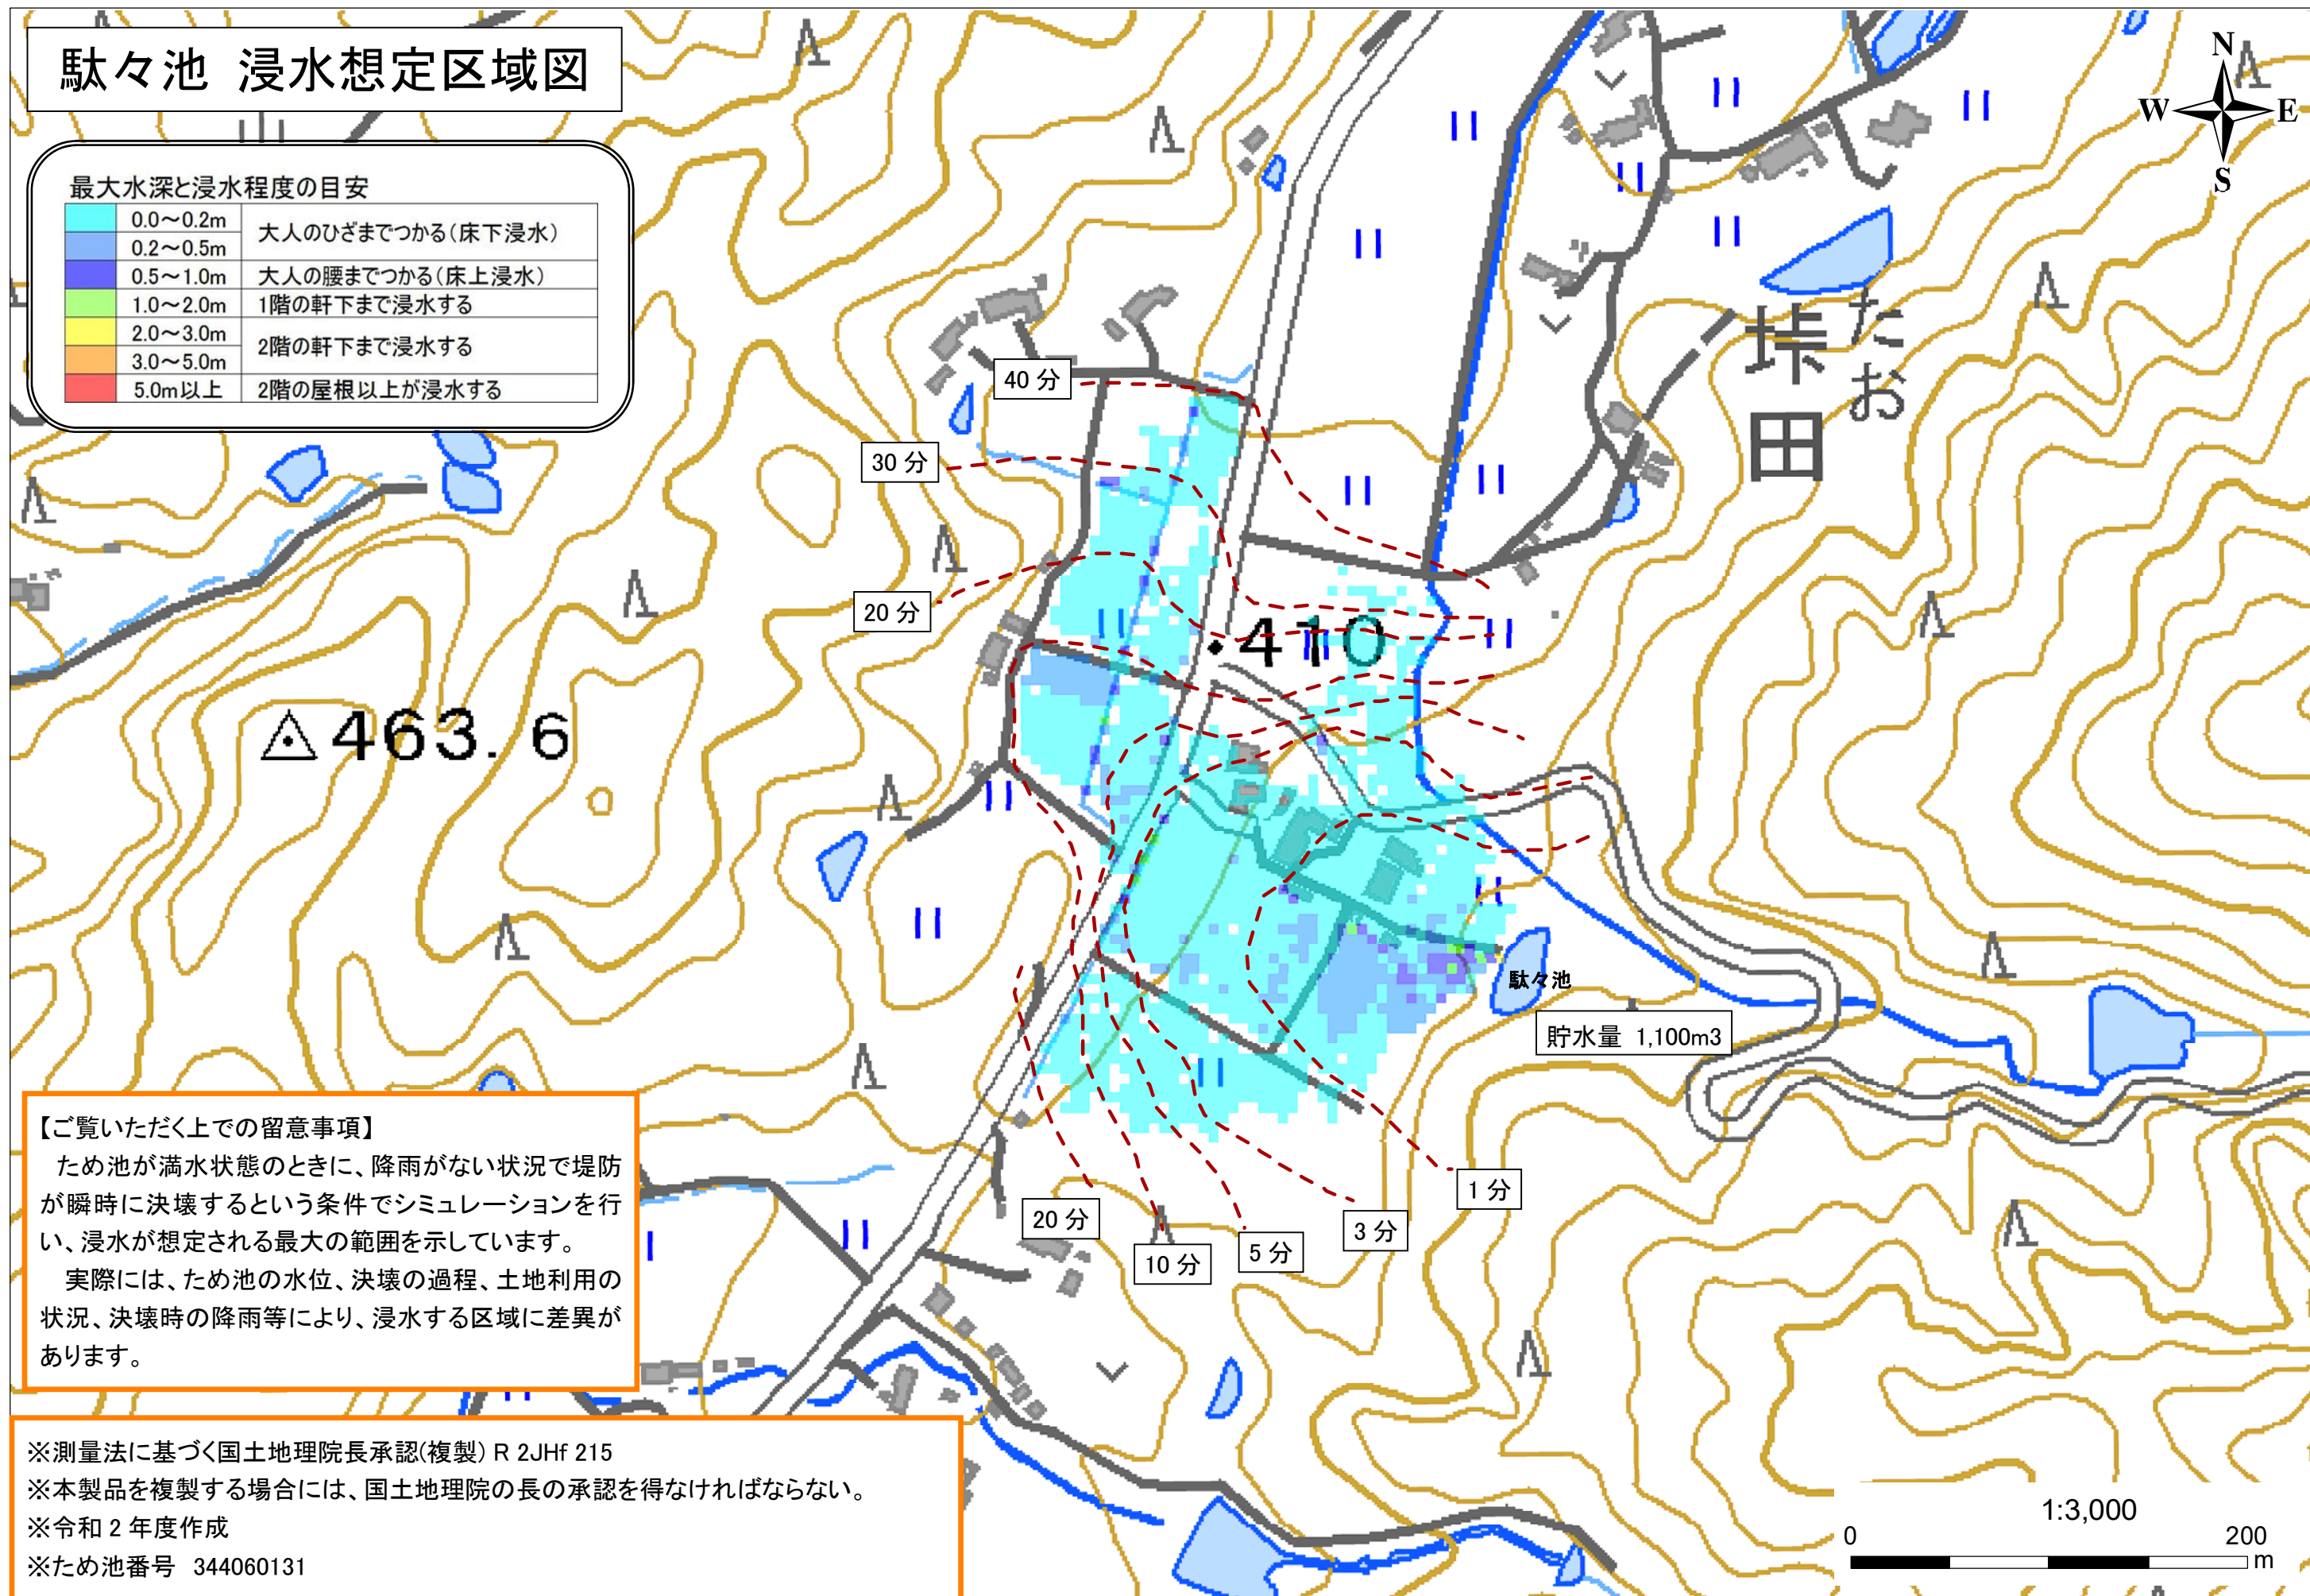 駄々池 浸水想定区域図
N
W E
S
最大水深と浸水程度の目安
0.0～0.2m 大人のひざまでつかる(床下浸水)
0.2～0.5m
0.5～1.0m 大人の腰までつかる(床上浸水)
1.0～2.0m 1階の軒下まで浸水する
2.0～3.0m 2階の軒下まで浸水する
3.0～5.0m
5.0m以上 2階の屋根以上が浸水する
たお
垰田
40 分
30 分
20 分
410
463. 6
駄々池
貯水量 1,100m3
1 分
3 分
5 分
10 分
20 分
【ご覧いただく上での留意事項】
ため池が満水状態のときに、降雨がない状況で堤防
が瞬時に決壊するという条件でシミュレーションを行
い、浸水が想定される最大の範囲を示しています。
実際には、ため池の水位、決壊の過程、土地利用の
状況、決壊時の降雨等により、浸水する区域に差異が
あります。
※測量法に基づく国土地理院長承認(複製) R 2JHf 215
※本製品を複製する場合には、国土地理院の長の承認を得なければならない。
※令和 2 年度作成
※ため池番号 344060131
1:3,000
0 200
m